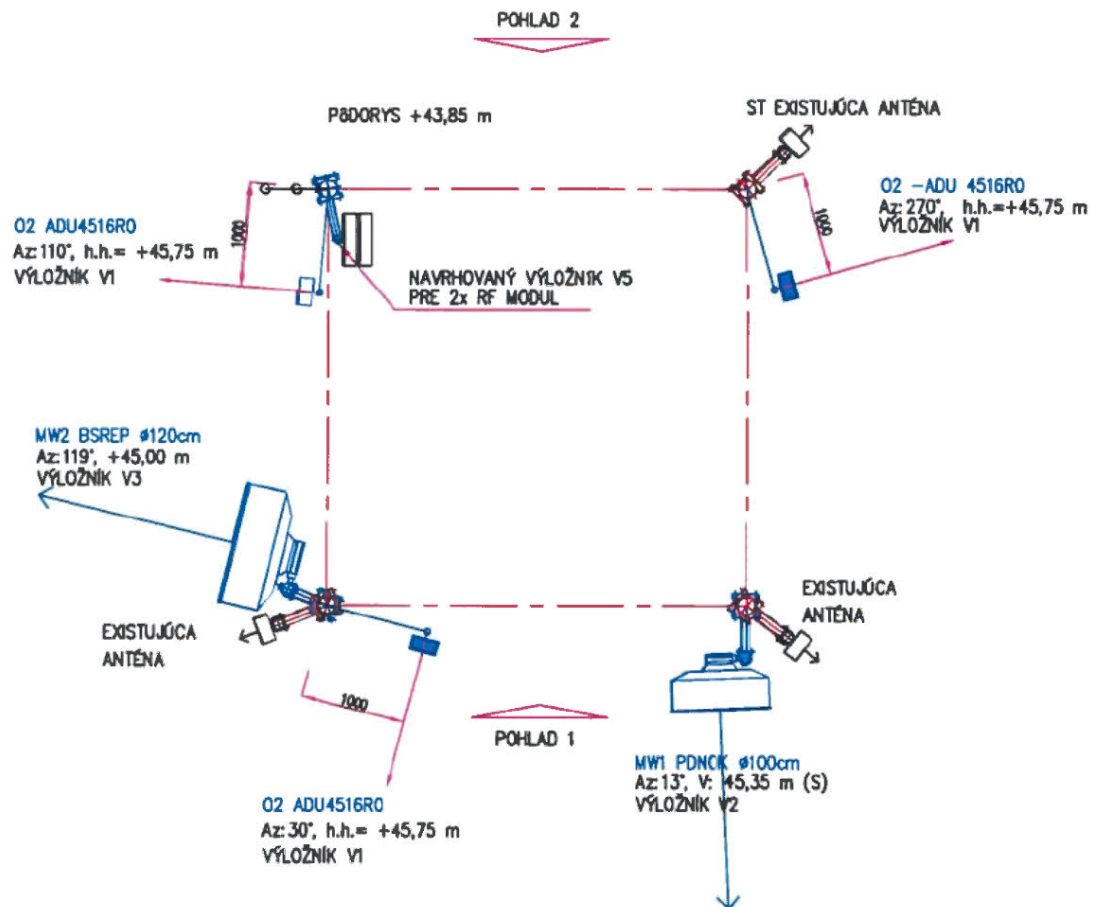 POHLAD 2
PôDORYS +43,85 m
ST EXISTUJÚCA ANTÉNA
O2 ADU4516R0
Az:110°, h.h.= +45,75 m
VÝLOŽNÍK V1
1000
NAVRHOVANÝ VÝLOŽNIK V5
PRE 2x RF MODUL
O2 -ADU 4516R0
Az:270°, h.h.=+45,75 m
VÝLOŽNÍK V1
1000
MW2 BSREP ø120cm
Az:119°, +45,00 m
VÝLOŽNÍK V3
EXISTUJÚCA
ANTÉNA
EXISTUJÚCA
ANTÉNA
1000
POHLAD 1
O2 ADU4516R0
Az:30°, h.h.= +45,75 m
VÝLOŽNÍK V1
MW1 PDNOK ø100cm
Az:13°, V: 45,35 m (S)
VÝLOŽNÍK V2